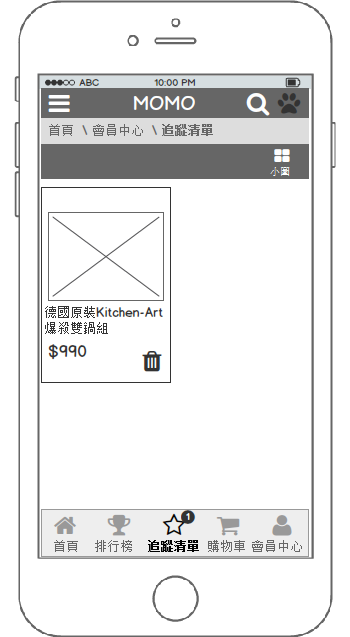 ABC 10:00 PM
MOMO
首頁 \ 會員中心 \ 追蹤清單
小圖
德國原裝Kitchen-Art
爆殺雙鍋組
$990
1
首頁 排行榜 追蹤清單 購物車 會員中心